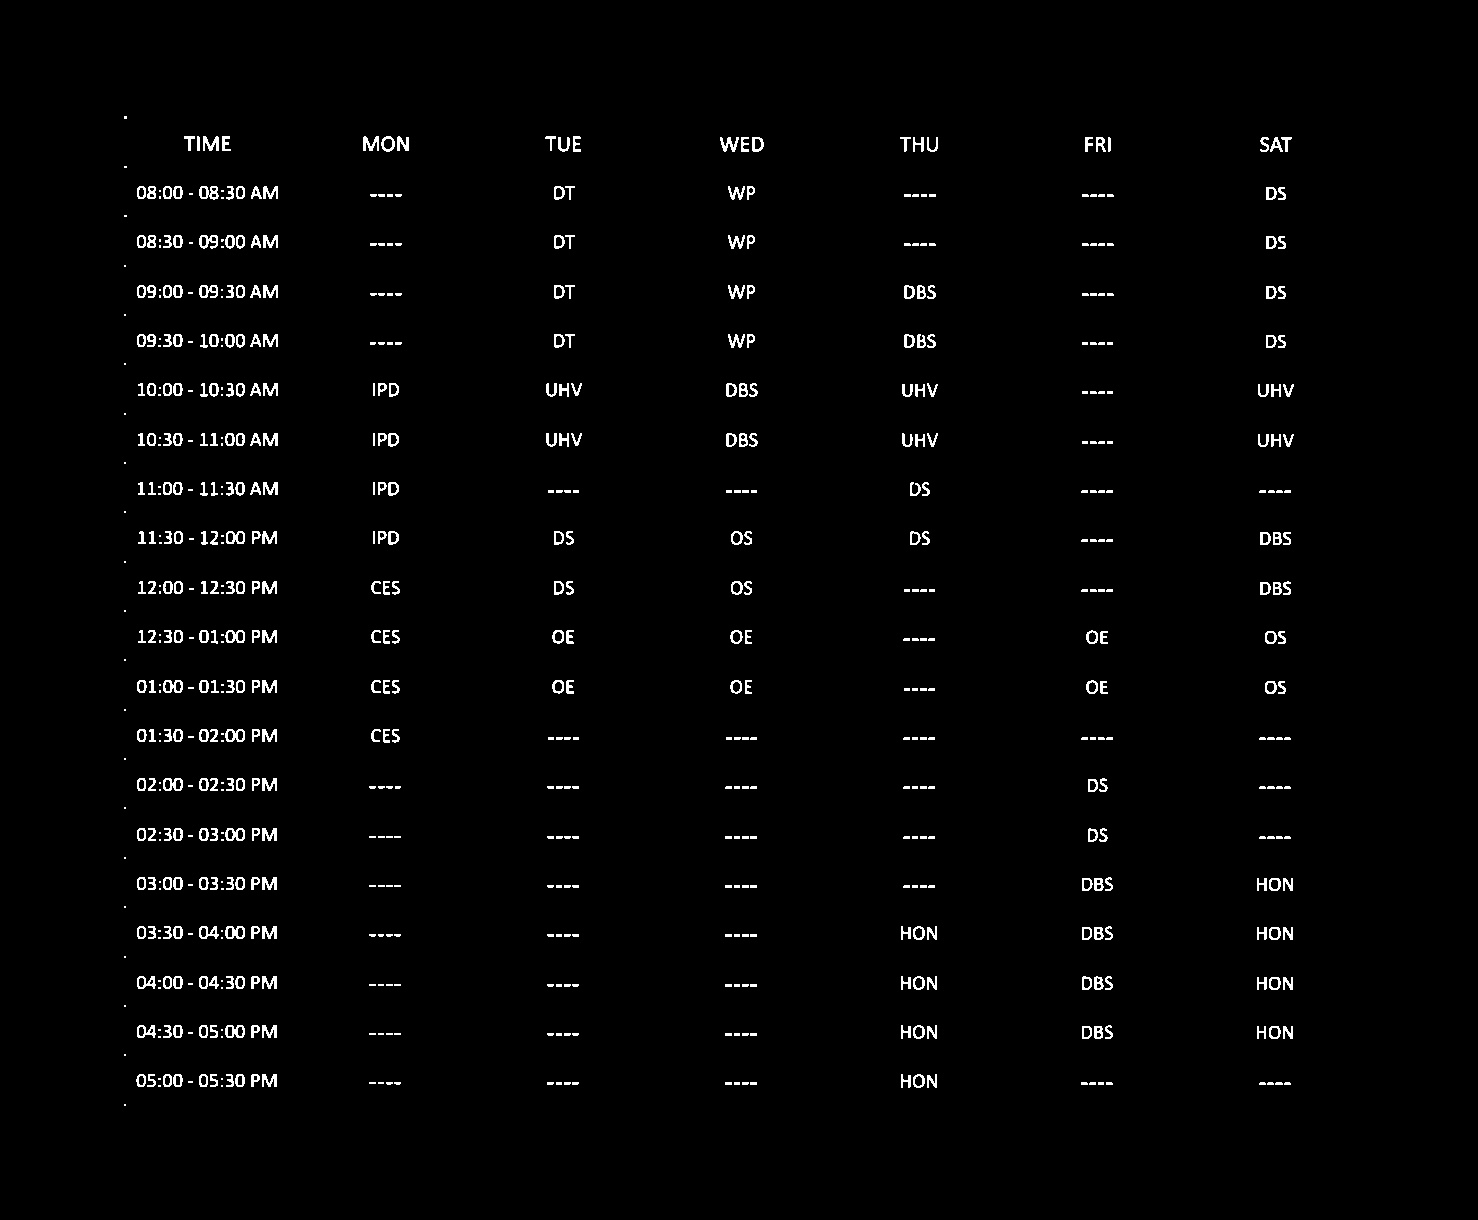 TIME MON TUE WED THU FRI SAT
08:00 - 08:30 AM ---- DT WP ---- ---- DS
08:30 - 09:00 AM ---- DT WP ---- ---- DS
09:00 - 09:30 AM ---- DT WP DBS ---- DS
09:30 - 10:00 AM ---- DT WP DBS ---- DS
10:00 - 10:30 AM IPD UHV DBS UHV ---- UHV
10:30 - 11:00 AM IPD UHV DBS UHV ---- UHV
11:00 - 11:30 AM IPD ---- ---- DS ---- ----
11:30 - 12:00 PM IPD DS OS DS ---- DBS
12:00 - 12:30 PM CES DS OS ---- ---- DBS
12:30 - 01:00 PM CES OE OE ---- OE OS
01:00 - 01:30 PM CES OE OE ---- OE OS
01:30 - 02:00 PM CES ---- ---- ---- ---- ----
02:00 - 02:30 PM ---- ---- ---- ---- DS ----
02:30 - 03:00 PM ---- ---- ---- ---- DS ----
03:00 - 03:30 PM ---- ---- ---- ---- DBS HON
03:30 - 04:00 PM ---- ---- ---- HON DBS HON
04:00 - 04:30 PM ---- ---- ---- HON DBS HON
04:30 - 05:00 PM ---- ---- ---- HON DBS HON
05:00 - 05:30 PM ---- ---- ---- HON ---- ----